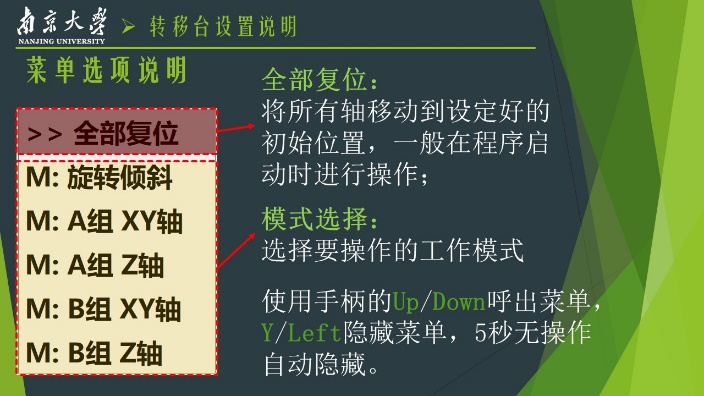 南京大学
NANJING UNIVERSITY
转移台设置说明
菜单选项说明
>> 全部复位
M: 旋转倾斜
M: A组 XY轴
M: A组 Z轴
M: B组 XY轴
M: B组 Z轴
全部复位：
将所有轴移动到设定好的
初始位置，一般在程序启
动时进行操作；
模式选择：
选择要操作的工作模式
使用手柄的Up/Down呼出菜单，
Y/Left隐藏菜单，5秒无操作
自动隐藏。